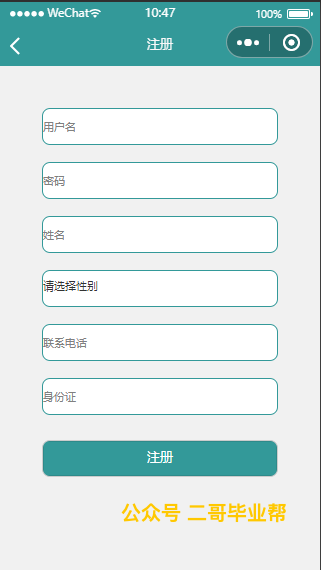 WeChat 10:47 100%
注册
用户名
密码
姓名
请选择性别
联系电话
身份证
注册
公众号 二哥毕业帮